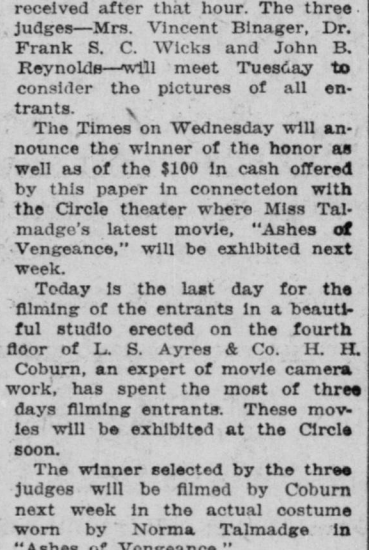 received after that hour. The three
judges—Mrs. Vincent Binager, Dr.
Frank S. C. Wicks and John B.
Reynolds—will meet Tuesday to
consider the pictures of all en-
trants.
The Times on Wednesday will an-
nounce the winner of the honor as
well as of the $100 in cash offered
by this paper in connecteion with
the Circle theater where Miss Tal-
madge's latest movie, "Ashes of
Vengeance," will be exhibited next
week.
Today is the last day for the
filming of the entrants in a beauti-
ful studio erected on the fourth
floor of L. S. Ayres & Co. H. H.
Coburn, an expert of movie camera
work, has spent the most of three
days filming entrants. These mov-
ies will be exhibited at the Circle
soon.
The winner selected by the three
judges will be filmed by Coburn
next week in the actual costume
worn by Norma Talmadge in
"Ashes of Vengeance."